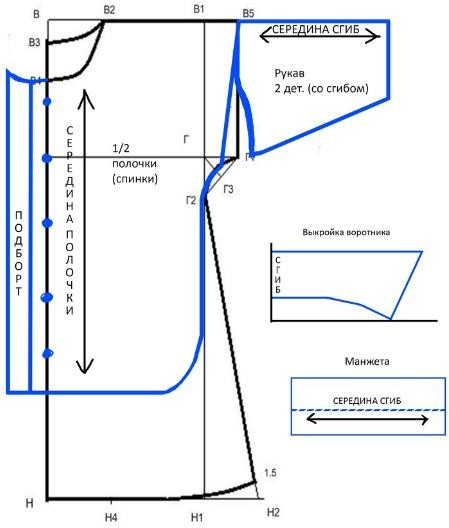 В
В2
В1
В5
В3
В4
СЕРЕДИНА СГИБ
Рукав
2 дет. (со сгибом)
1/2
полочки
(спинки)
Г
Г1
Г3
Г2
СЕРЕДИНА ПОЛОЧКИ
ПОДБОРТ
Выкройка воротника
СГИБ
Манжета
СЕРЕДИНА СГИБ
1.5
Н
Н4
Н1
Н2